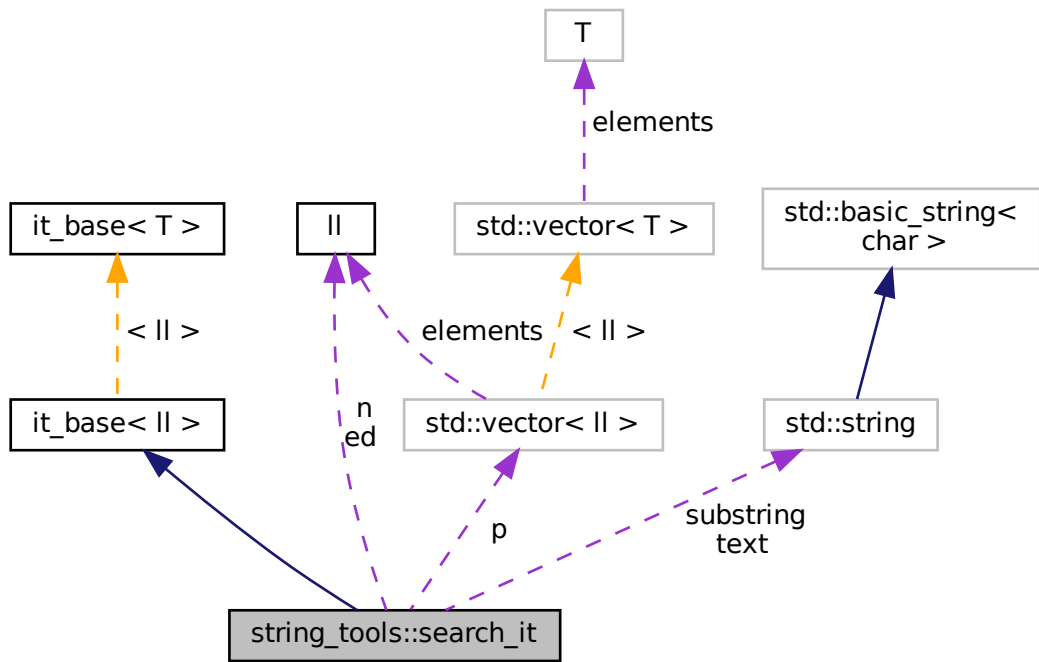 T
elements
it_base< T >
ll
std::vector< T >
std::basic_string<
char >
< ll >
elements
< ll >
n
ed
it_base< ll >
std::vector< ll >
std::string
p
substring
text
string_tools::search_it